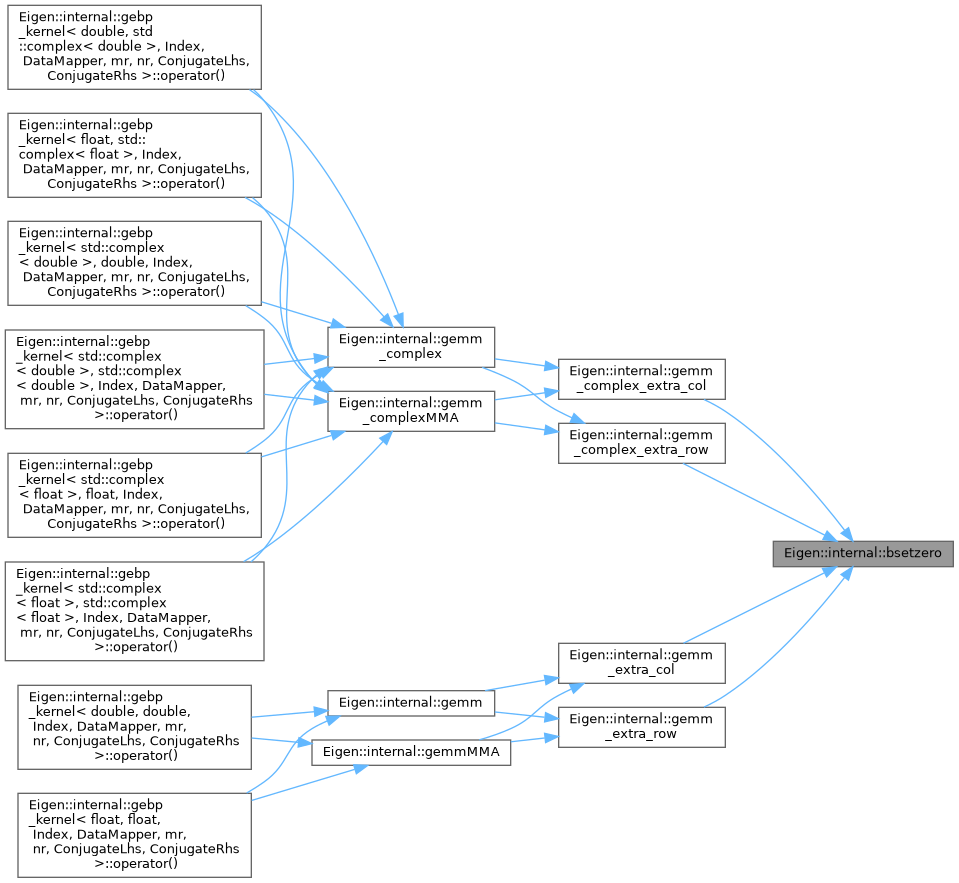 Eigen::internal::gebp
_kernel< double, std
::complex< double >, Index,
DataMapper, mr, nr, ConjugateLhs,
ConjugateRhs >::operator()
Eigen::internal::gebp
_kernel< float, std::
complex< float >, Index,
DataMapper, mr, nr, ConjugateLhs,
ConjugateRhs >::operator()
Eigen::internal::gebp
_kernel< std::complex
< double >, double, Index,
DataMapper, mr, nr, ConjugateLhs,
ConjugateRhs >::operator()
Eigen::internal::gebp
_kernel< std::complex
< double >, std::complex
< double >, Index, DataMapper,
mr, nr, ConjugateLhs, ConjugateRhs
>::operator()
Eigen::internal::gebp
_kernel< std::complex
< float >, float, Index,
DataMapper, mr, nr, ConjugateLhs,
ConjugateRhs >::operator()
Eigen::internal::gebp
_kernel< std::complex
< float >, std::complex
< float >, Index, DataMapper,
mr, nr, ConjugateLhs, ConjugateRhs
>::operator()
Eigen::internal::gebp
_kernel< double, double,
Index, DataMapper, mr,
nr, ConjugateLhs, ConjugateRhs
>::operator()
Eigen::internal::gebp
_kernel< float, float,
Index, DataMapper, mr,
nr, ConjugateLhs, ConjugateRhs
>::operator()
Eigen::internal::gemm
_complex
Eigen::internal::gemm
_complexMMA
Eigen::internal::gemm
Eigen::internal::gemmMMA
Eigen::internal::gemm
_complex_extra_col
Eigen::internal::gemm
_complex_extra_row
Eigen::internal::gemm
_extra_col
Eigen::internal::gemm
_extra_row
Eigen::internal::bsetzero